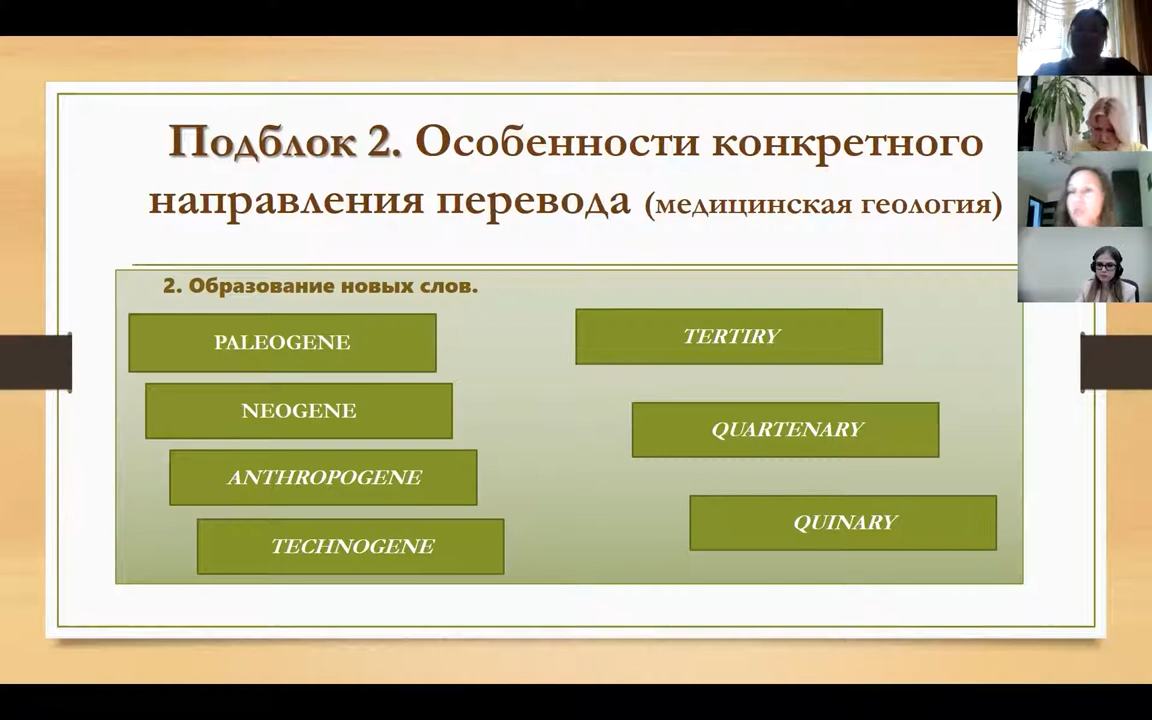 Подблок 2. Особенности конкретного
направления перевода (медицинская геология)
2. Образование новых слов.
PALEOGENE
TERTIRY
NEOGENE
QUARTENARY
ANTHROPOGENE
QUINARY
TECHNOGENE